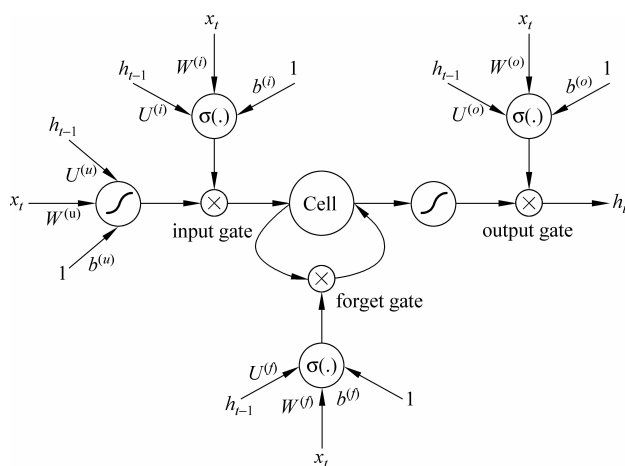 x_t
x_t
h_{t–1}
W^{(i)}
1
h_{t–1}
W^{(o)}
1
U^{(i)}
b^{(i)}
U^{(o)}
b^{(o)}
σ(.)
σ(.)
h_{t–1}
U^{(u)}
x_t
W^{(u)}
×
Cell
×
h_t
input gate
output gate
1
b^{(u)}
×
forget gate
U^{(f)}
σ(.)
h_{t–1}
W^{(f)}
b^{(f)}
1
x_t